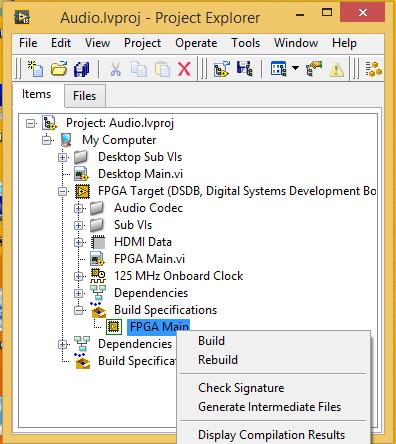 Audio.lvproj - Project Explorer
File Edit View Project Operate Tools Window Help
Items Files
Project: Audio.lvproj
My Computer
Desktop Sub VIs
Desktop Main.vi
FPGA Target (DSDB, Digital Systems Development Bo
Audio Codec
Sub VIs
HDMI Data
FPGA Main.vi
125 MHz Onboard Clock
Dependencies
Build Specifications
FPGA Main
Build
Dependencies
Rebuild
Build Specificat
Check Signature
Generate Intermediate Files
Display Compilation Results